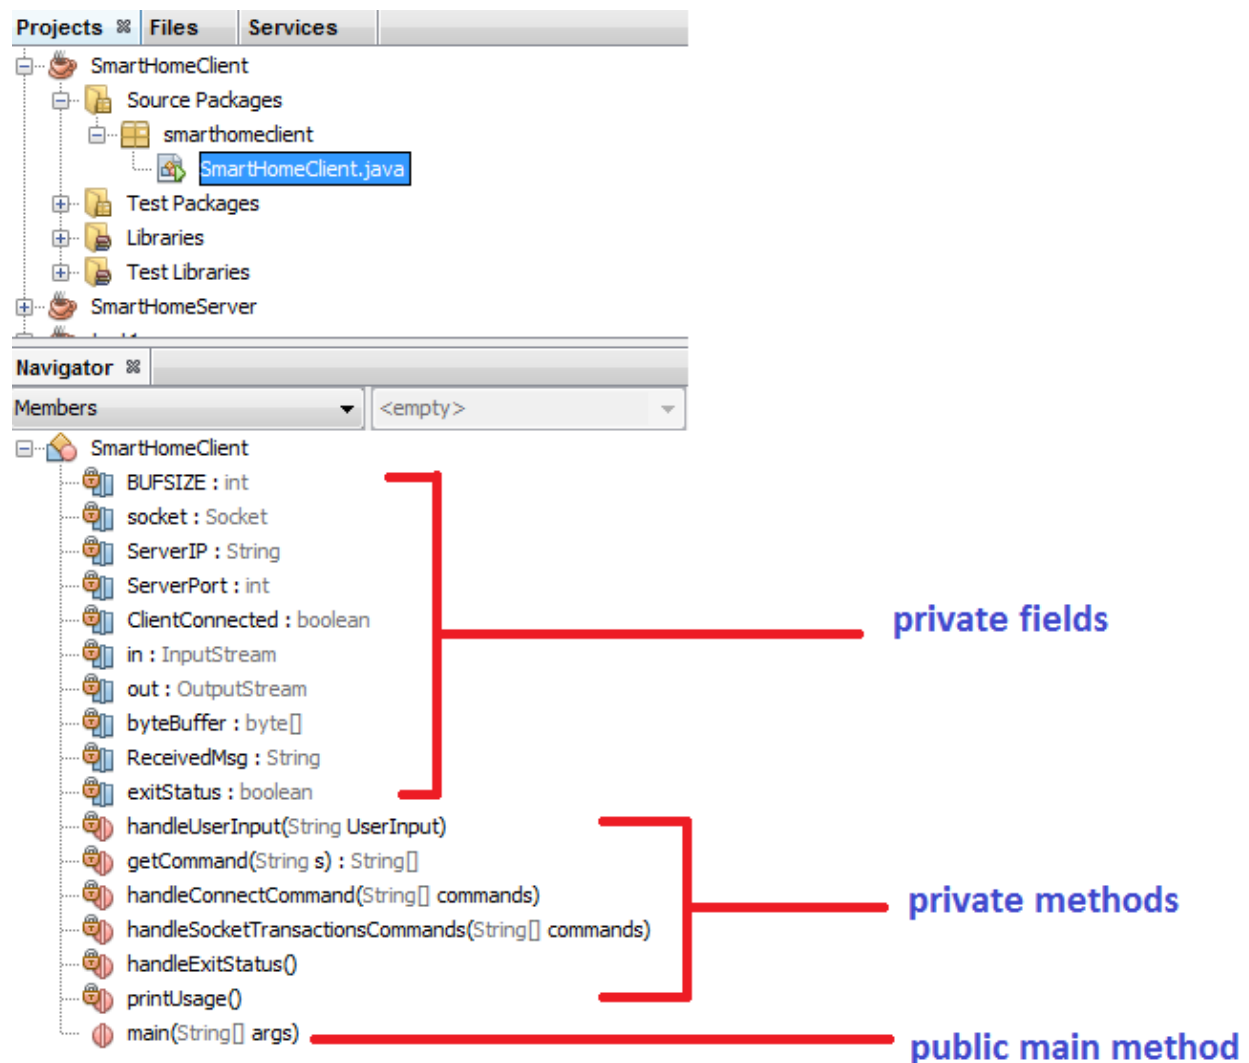 Projects Files Services
SmartHomeClient
Source Packages
smarthomeclient
SmartHomeClient.java
Test Packages
Libraries
Test Libraries
SmartHomeServer
Navigator
Members <empty>
SmartHomeClient
BUFSIZE : int
socket : Socket
ServerIP : String
ServerPort : int
ClientConnected : boolean
in : InputStream
out : OutputStream
byteBuffer : byte[]
ReceivedMsg : String
exitStatus : boolean
private fields
handleUserInput(String UserInput)
getCommand(String s) : String[]
handleConnectCommand(String[] commands)
handleSocketTransactionsCommands(String[] commands)
handleExitStatus()
printUsage()
private methods
main(String[] args)
public main method